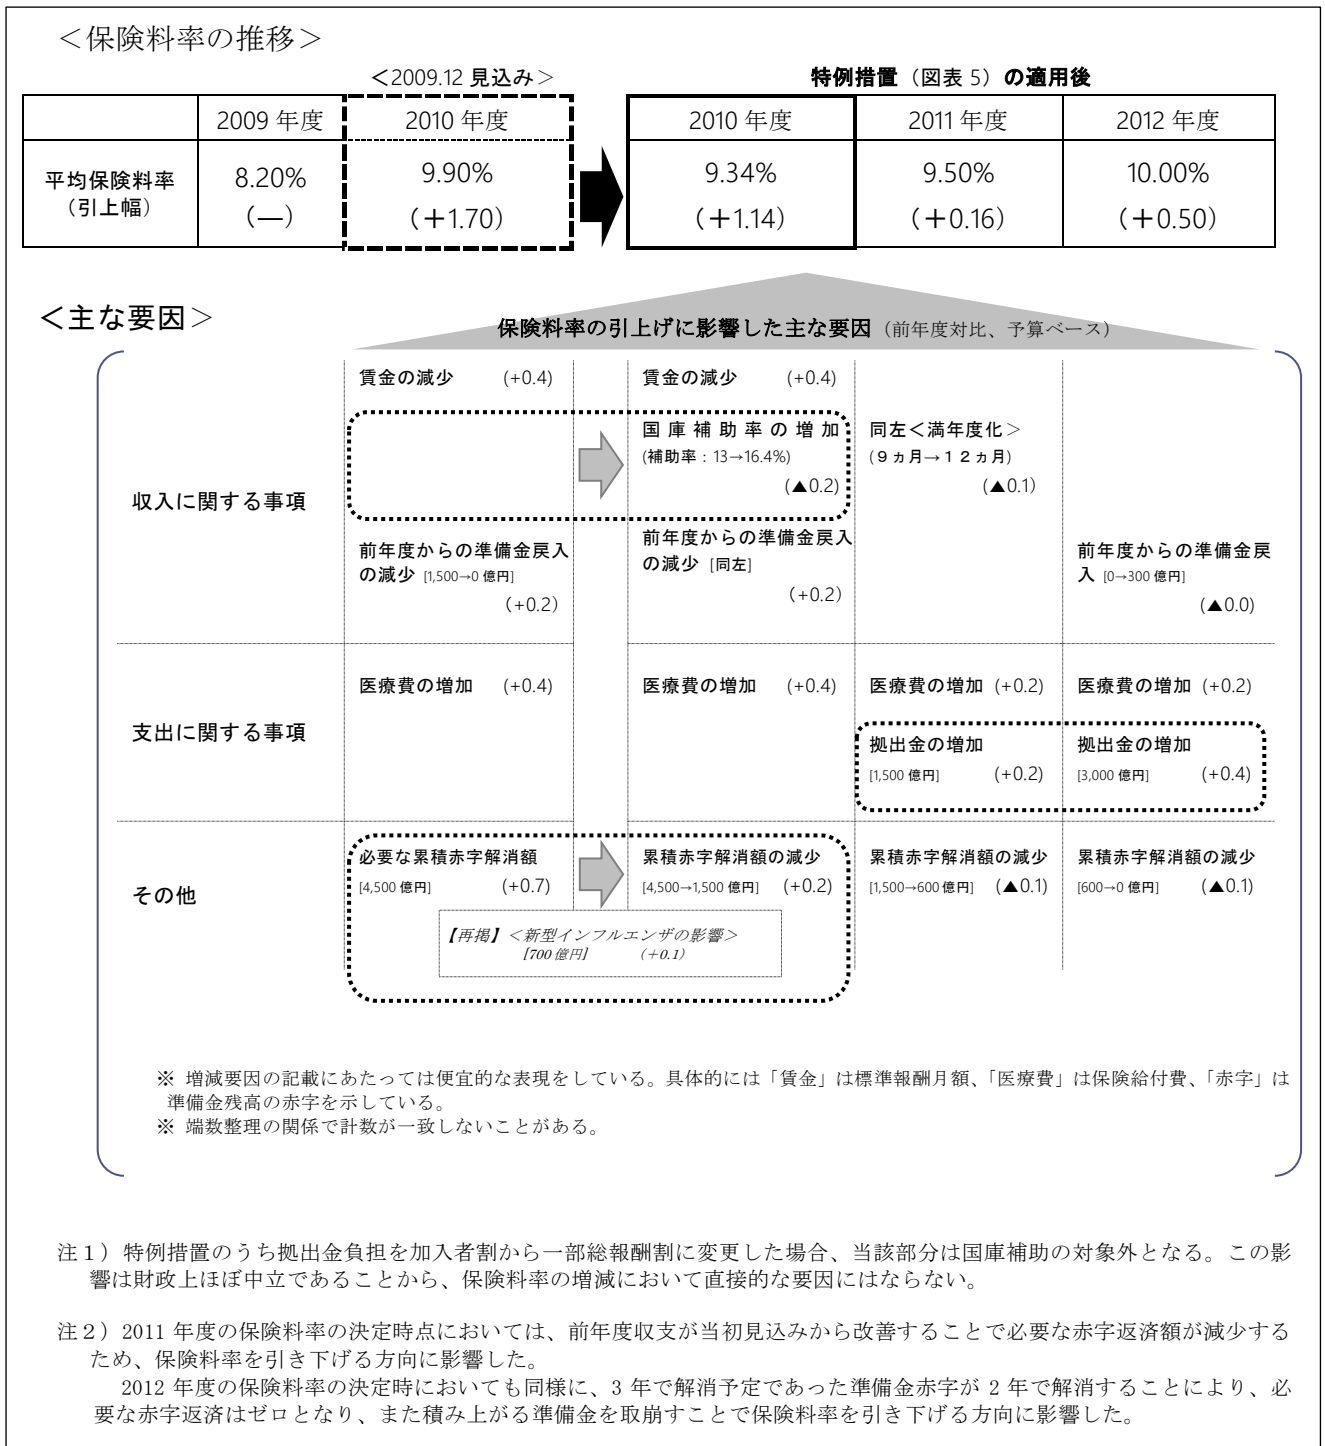 ＜保険料率の推移＞
＜2009.12 見込み＞
特例措置（図表 5）の適用後
2009 年度 2010 年度 2010 年度 2011 年度 2012 年度
平均保険料率
（引上幅）
8.20% 9.90% 9.34% 9.50% 10.00%
（―） （＋1.70） （＋1.14） （＋0.16） （＋0.50）
＜主な要因＞
保険料率の引上げに影響した主な要因（前年度対比、予算ベース）
収入に関する事項
賃金の減少 (+0.4)
前年度からの準備金戻入
の減少 [1,500→0 億円]
（+0.2）
賃金の減少 (+0.4)
国庫補助率の増加
(補助率：13→16.4%)
(▲0.2)
前年度からの準備金戻入
の減少 [同左]
（+0.2）
同左＜満年度化＞
(９ヵ月→１２ヵ月)
(▲0.1）
前年度からの準備金戻
入 [0→300 億円]
(▲0.0)
支出に関する事項
医療費の増加 (+0.4)
医療費の増加 (+0.4)
医療費の増加 (+0.2)
拠出金の増加
[1,500 億円] (+0.2)
医療費の増加 (+0.2)
拠出金の増加
[3,000 億円] (+0.4)
その他
必要な累積赤字解消額
[4,500 億円] (+0.7)
累積赤字解消額の減少
[4,500→1,500 億円] (+0.2)
累積赤字解消額の減少
[1,500→600 億円] (▲0.1)
累積赤字解消額の減少
[600→0 億円] (▲0.1)
【再掲】＜新型インフルエンザの影響＞
[700 億円] （+0.1）
※ 増減要因の記載にあたっては便宜的な表現をしている。具体的には「賃金」は標準報酬月額、「医療費」は保険給付費、「赤字」は
準備金残高の赤字を示している。
※ 端数整理の関係で計数が一致しないことがある。
注１）特例措置のうち拠出金負担を加入者割から一部総報酬割に変更した場合、当該部分は国庫補助の対象外となる。この影
響は財政上ほぼ中立であることから、保険料率の増減において直接的な要因にはならない。
注２）2011 年度の保険料率の決定時点においては、前年度収支が当初見込みから改善することで必要な赤字返済額が減少する
ため、保険料率を引き下げる方向に影響した。
2012 年度の保険料率の決定時においても同様に、3 年で解消予定であった準備金赤字が 2 年で解消することにより、必
要な赤字返済はゼロとなり、また積み上がる準備金を取崩すことで保険料率を引き下げる方向に影響した。